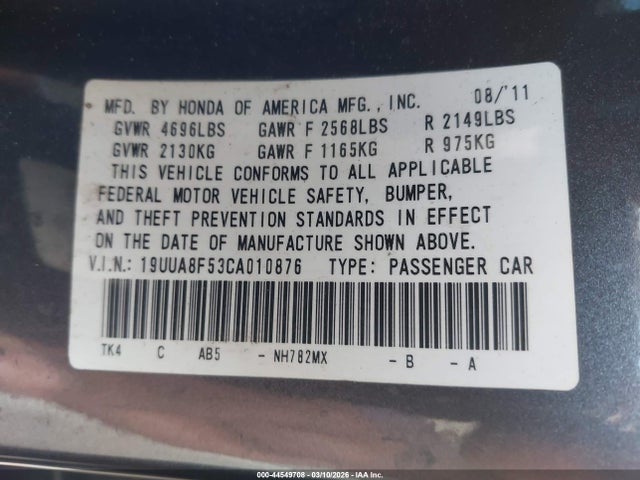 MFD. BY HONDA OF AMERICA MFG., INC. 08/'11
GVWR 4696LBS GAWR F 2568LBS R 2149LBS
GVWR 2130KG GAWR F 1165KG R 975KG
THIS VEHICLE CONFORMS TO ALL APPLICABLE
FEDERAL MOTOR VEHICLE SAFETY, BUMPER,
AND THEFT PREVENTION STANDARDS IN EFFECT
ON THE DATE OF MANUFACTURE SHOWN ABOVE.
V.I.N.: 19UUA8F53CA010876 TYPE: PASSENGER CAR
TK4 C AB5 - NH782MX - B - A
000-44549708 - 03/10/2026 - IAA Inc.